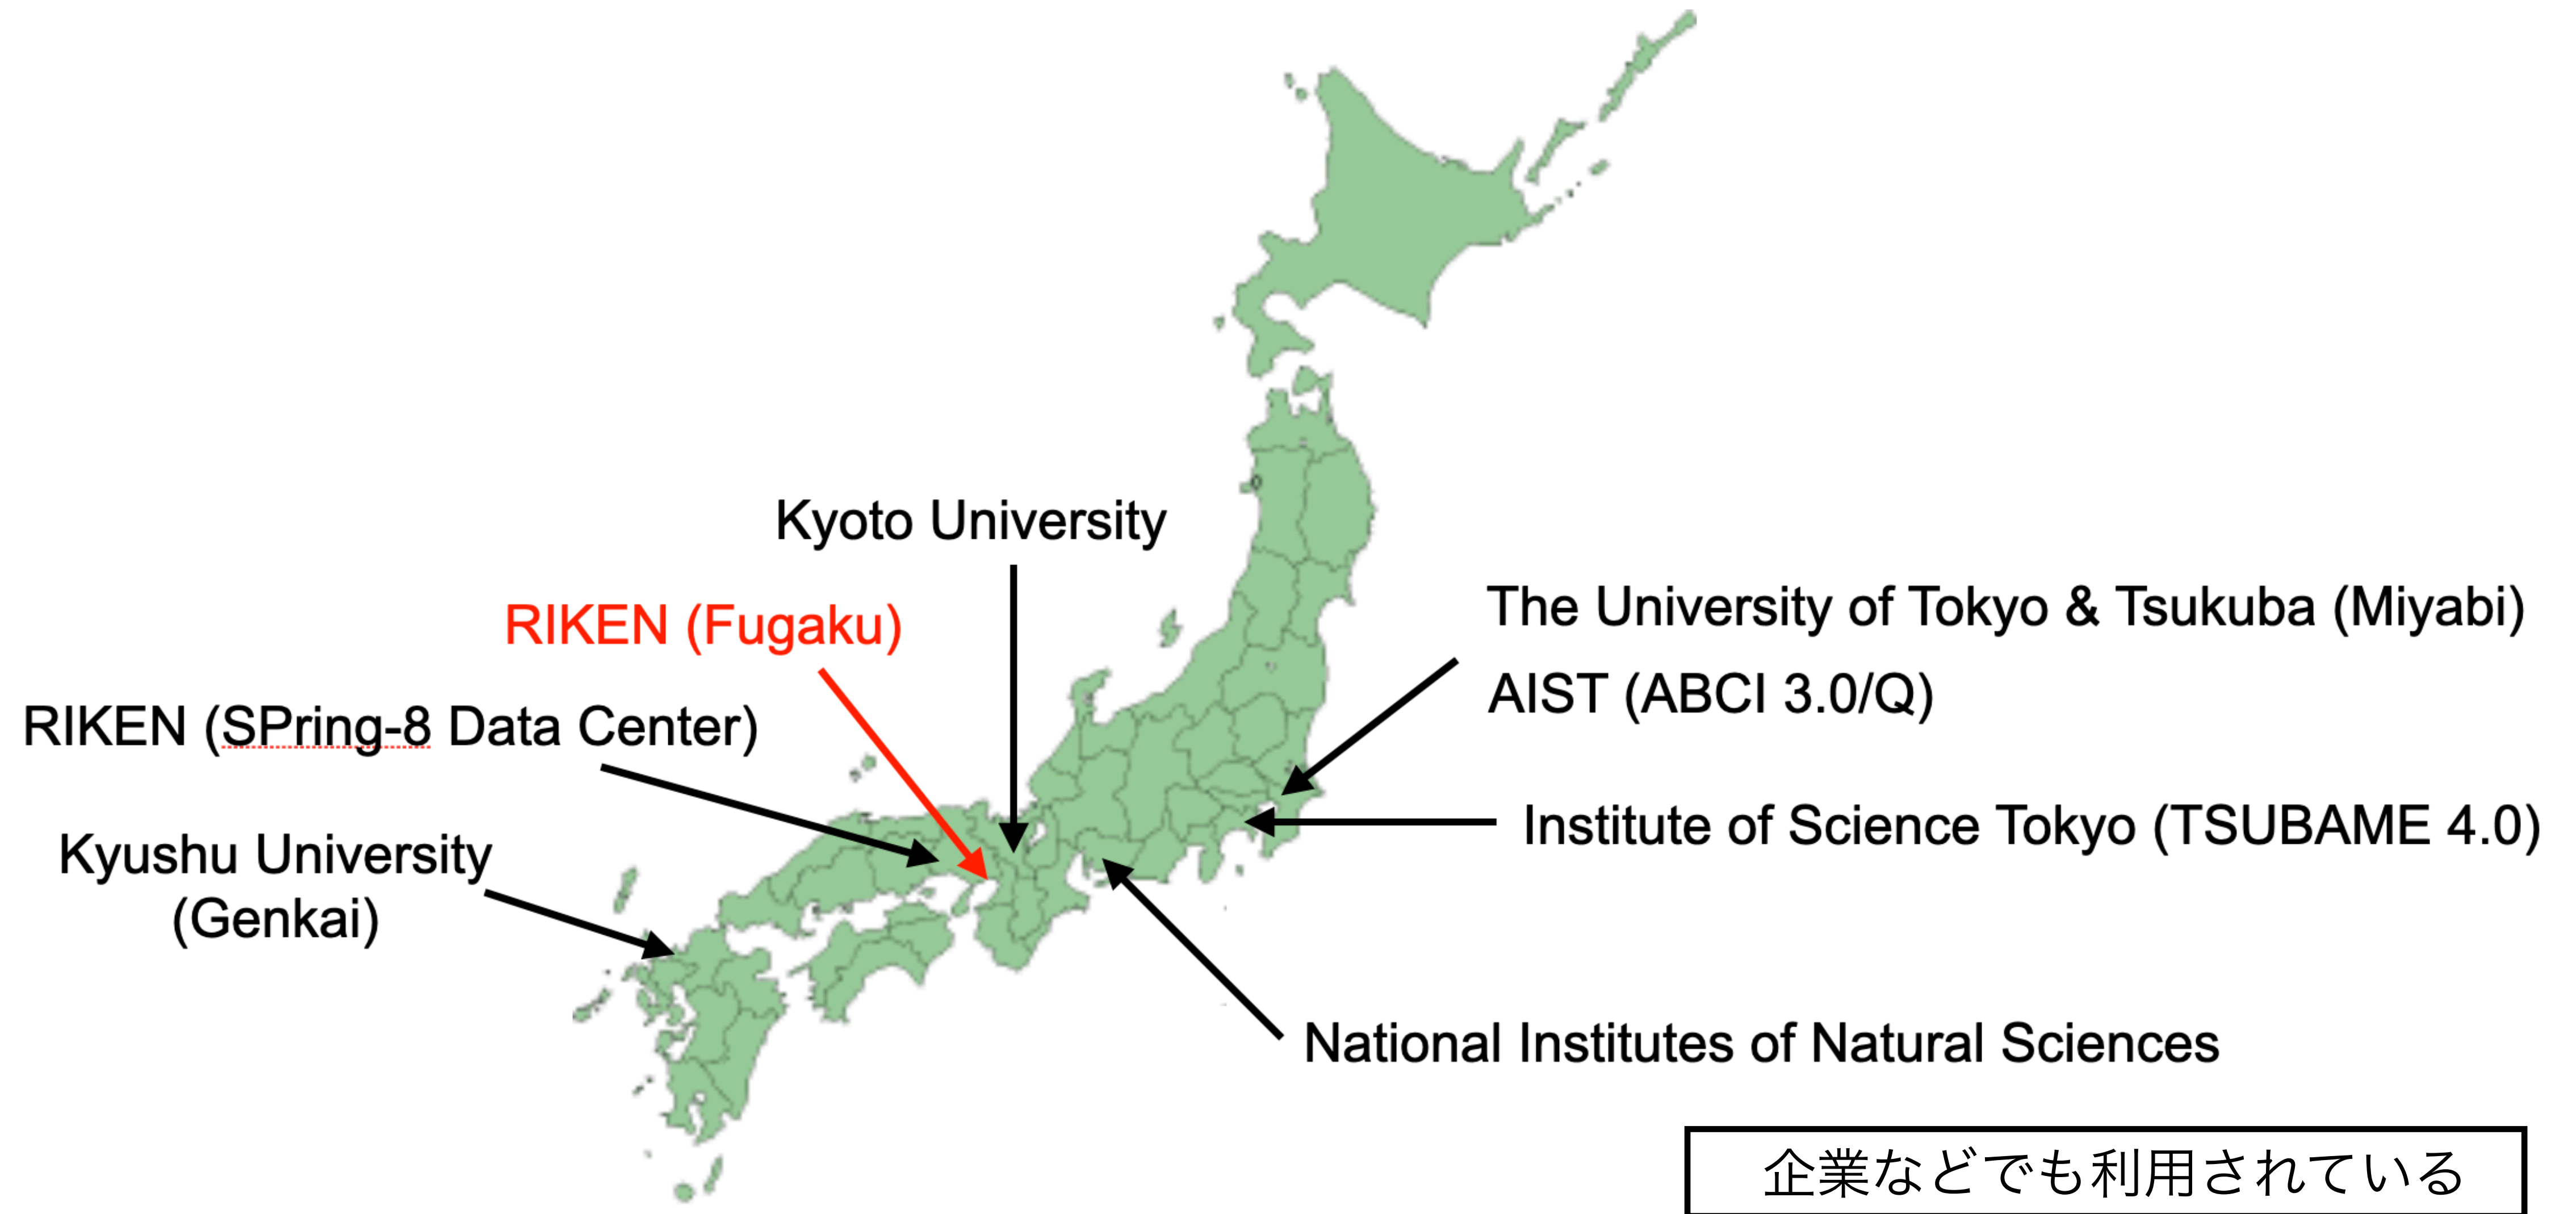 Kyoto University
RIKEN (Fugaku)
The University of Tokyo & Tsukuba (Miyabi)
AIST (ABCI 3.0/Q)
RIKEN (SPring-8 Data Center)
Institute of Science Tokyo (TSUBAME 4.0)
Kyushu University
(Genkai)
National Institutes of Natural Sciences
企業などでも利用されている